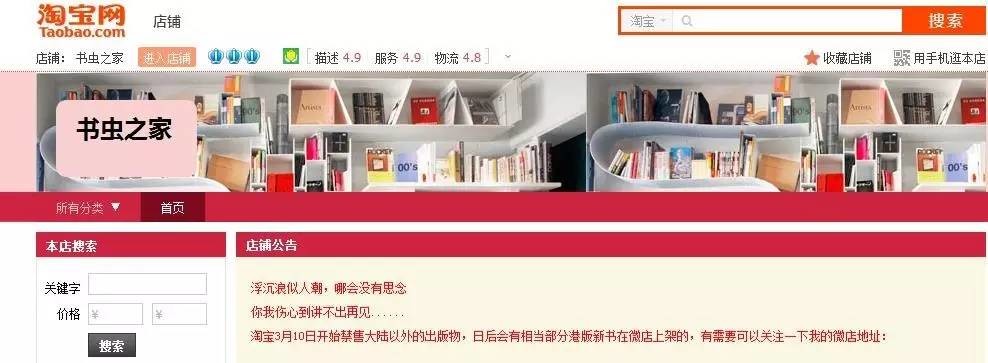 淘宝网
Taobao.com
店铺
淘宝
搜索
店铺： 书虫之家 进入店铺 描述 4.9 服务 4.9 物流 4.8
收藏店铺 用手机逛本店
书虫之家
所有分类 首页
本店搜索
关键字
价格 ¥ ¥
搜索
店铺公告
浮沉浪似人潮，哪会没有思念
你我伤心到讲不出再见......
淘宝3月10日开始禁售大陆以外的出版物，日后会有相当部分港版新书在微店上架的，有需要可以关注一下我的微店地址：